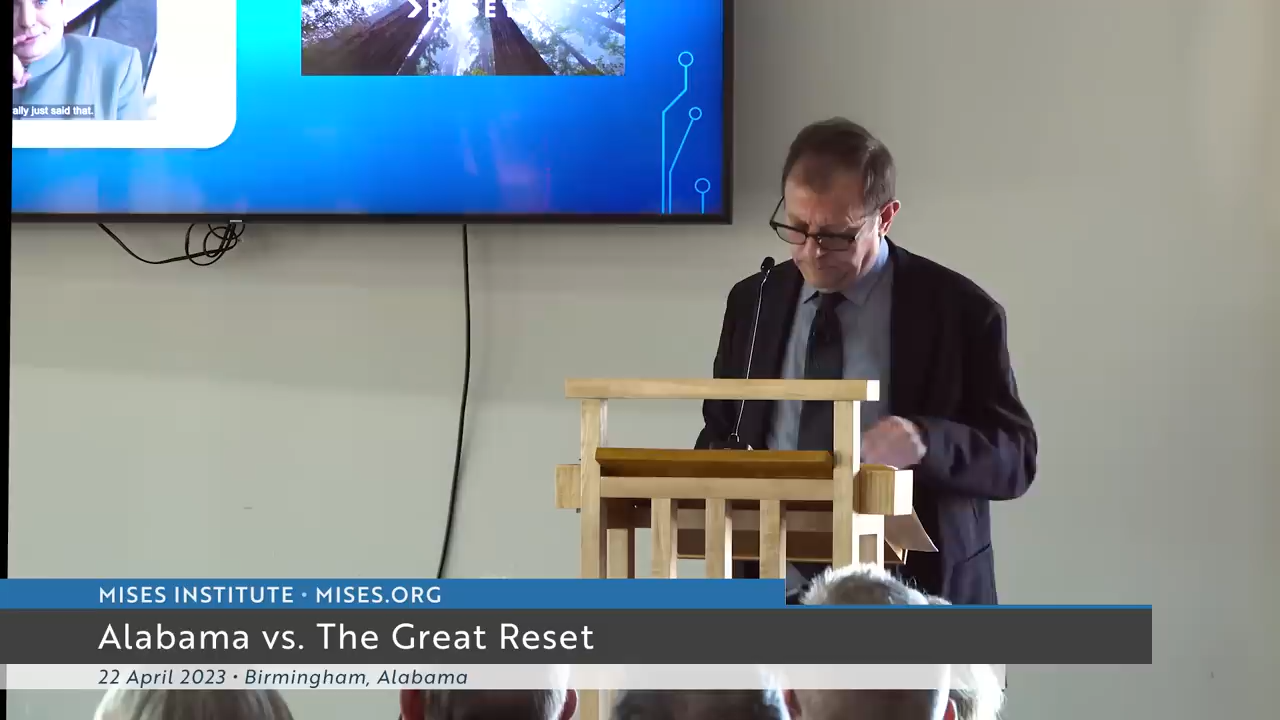 ally just said that.
MISES INSTITUTE • MISES.ORG
Alabama vs. The Great Reset
22 April 2023 • Birmingham, Alabama